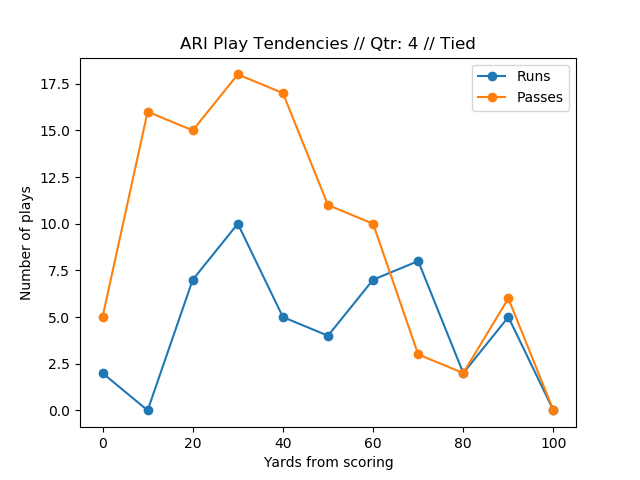 ARI Play Tendencies // Qtr: 4 // Tied
Runs
Passes
Number of plays
17.5
15.0
12.5
10.0
7.5
5.0
2.5
0.0
0 20 40 60 80 100
Yards from scoring